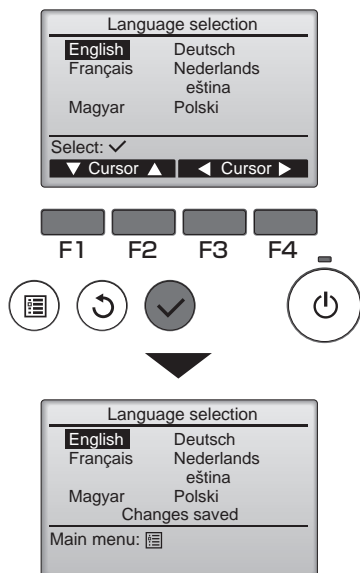 Language selection
English Deutsch
Français Nederlands
eština
Magyar Polski
Select: ✓
▼ Cursor ▲ ◀ Cursor ▶
F1 F2 F3 F4
Language selection
English Deutsch
Français Nederlands
eština
Magyar Polski
Changes saved
Main menu: